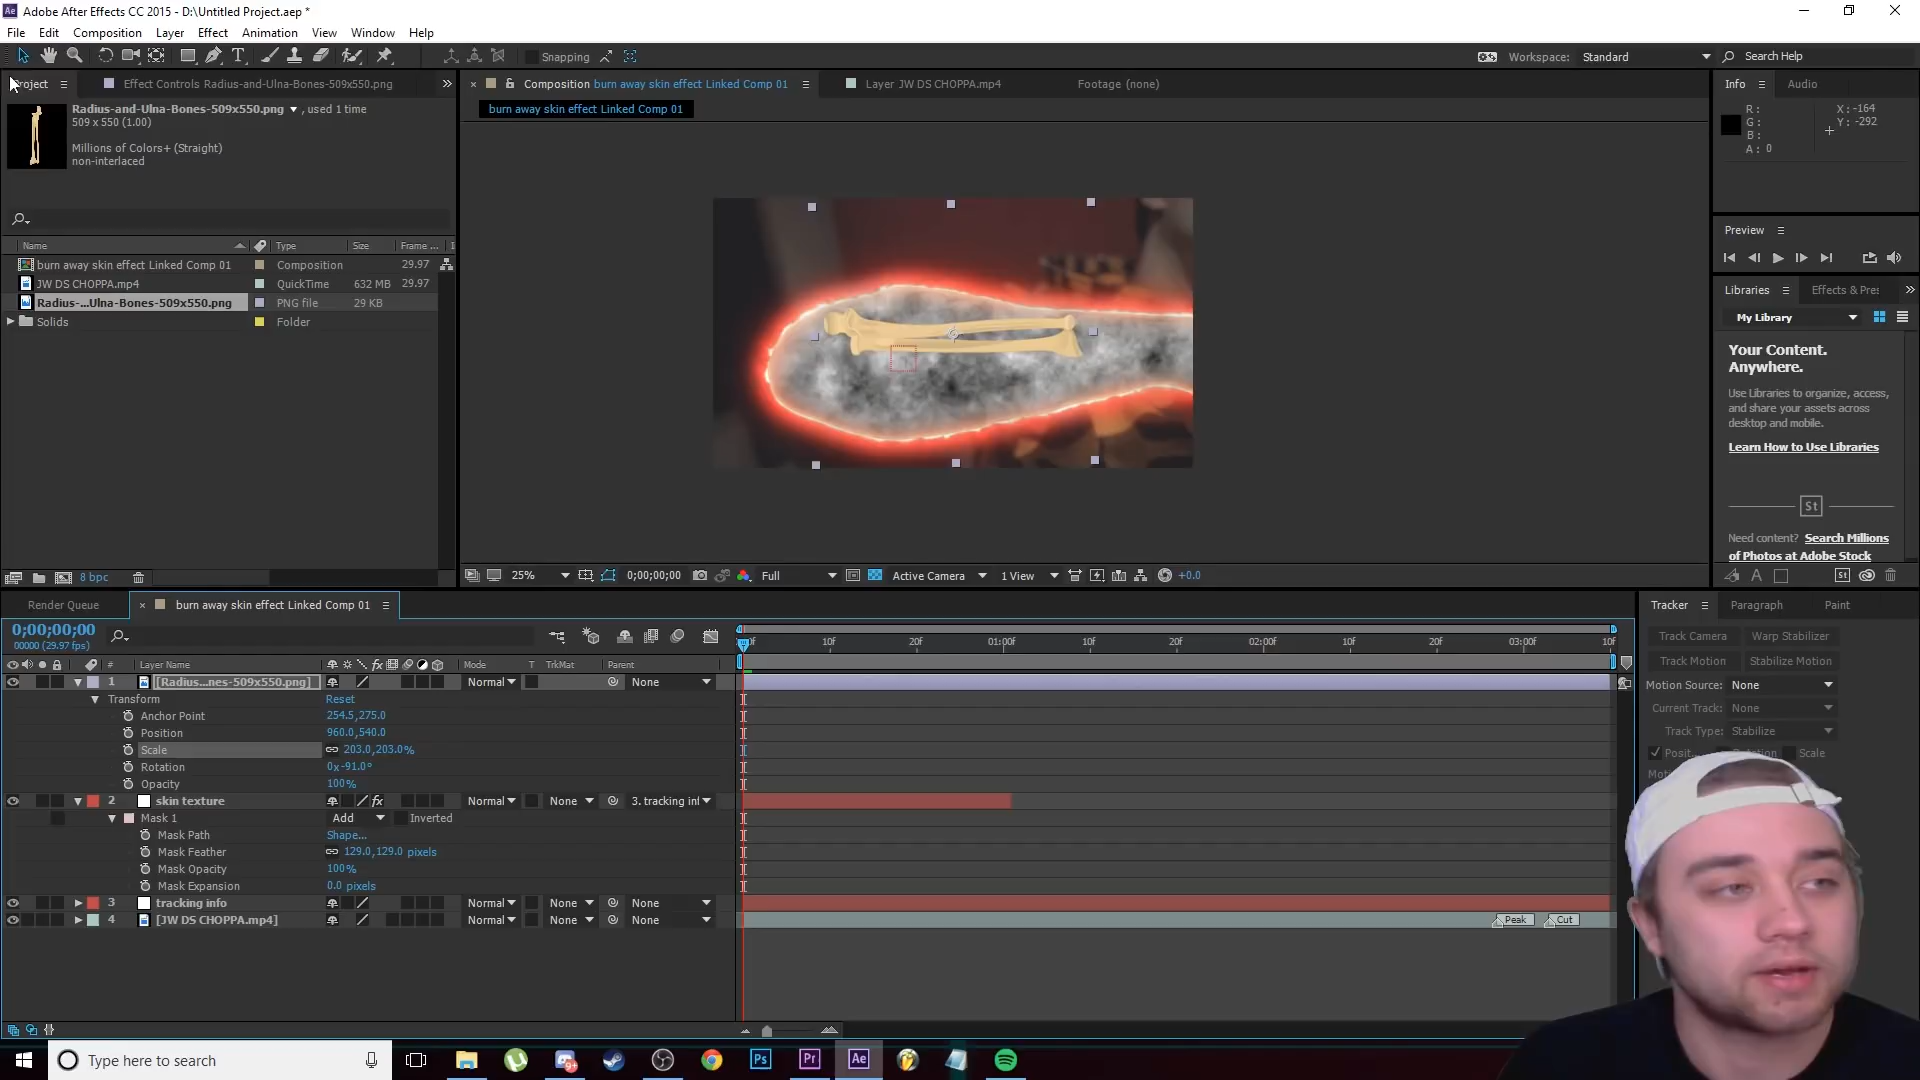 Adobe After Effects CC 2015 - D:\Untitled Project.aep *
File Edit Composition Layer Effect Animation View Window Help
Snapping Workspace: Standard Search Help
Project Effect Controls Radius-and-Ulna-Bones-509x550.png
Composition burn away skin effect Linked Comp 01 Layer JW DS CHOPPA.mp4 Footage (none)
Info Audio
Radius-and-Ulna-Bones-509x550.png ▼ , used 1 time
509 x 550 (1.00)
Millions of Colors+ (Straight)
non-interlaced
burn away skin effect Linked Comp 01
R: X: -164
G: Y: -292
B:
A: 0
Preview
Name Type Size Frame ...
burn away skin effect Linked Comp 01 Composition 29.97
JW DS CHOPPA.mp4 QuickTime 632 MB 29.97
Radius-...Ulna-Bones-509x550.png PNG file 29 KB
Solids Folder
Libraries Effects & Pres
My Library
Your Content.
Anywhere.
Use Libraries to organize, access,
and share your assets across
desktop and mobile.
Learn How to Use Libraries
St
Need content? Search Millions
of Photos at Adobe Stock
8 bpc
25% 0;00;00;00 Full Active Camera 1 View +0.0
St
Render Queue burn away skin effect Linked Comp 01
0;00;00;00
00000 (29.97 fps)
10f 20f 01:00f 10f 20f 02:00f 10f 20f 03:00f 10f
# Layer Name Mode T TrkMat Parent
1 [Radius...nes-509x550.png] Normal None
Transform Reset
Anchor Point 254.5,275.0
Position 960.0,540.0
Scale 203.0,203.0%
Rotation 0x-91.0°
Opacity 100%
2 skin texture fx Normal None 3. tracking inf
Mask 1 Add Inverted
Mask Path Shape...
Mask Feather 129.0,129.0 pixels
Mask Opacity 100%
Mask Expansion 0.0 pixels
3 tracking info Normal None None
4 [JW DS CHOPPA.mp4] Normal None None
Peak Cut
Tracker Paragraph Paint
Track Camera Warp Stabilizer
Track Motion Stabilize Motion
Motion Source: None
Current Track: None
Track Type: Stabilize
Scale
Type here to search
Ps Pr Ae